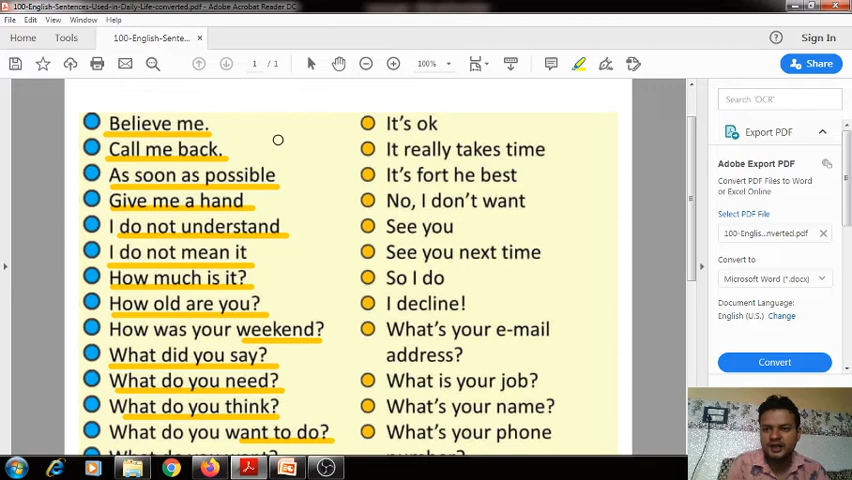 100-English-Sentences-Used-in-Daily-Life-converted.pdf - Adobe Acrobat Reader DC
File Edit View Window Help
Home Tools 100-English-Sente... × Sign In
1 / 1 100% Share
Believe me.
Call me back.
As soon as possible
Give me a hand
I do not understand
I do not mean it
How much is it?
How old are you?
How was your weekend?
What did you say?
What do you need?
What do you think?
What do you want to do?
What do you want?
It's ok
It really takes time
It's fort he best
No, I don't want
See you
See you next time
So I do
I decline!
What's your e-mail
address?
What is your job?
What's your name?
What's your phone
number?
Search 'OCR'
Export PDF
Adobe Export PDF
Convert PDF Files to Word
or Excel Online
Select PDF File
100-Englis...nverted.pdf
Convert to
Microsoft Word (*.docx)
Document Language:
English (U.S.) Change
Convert